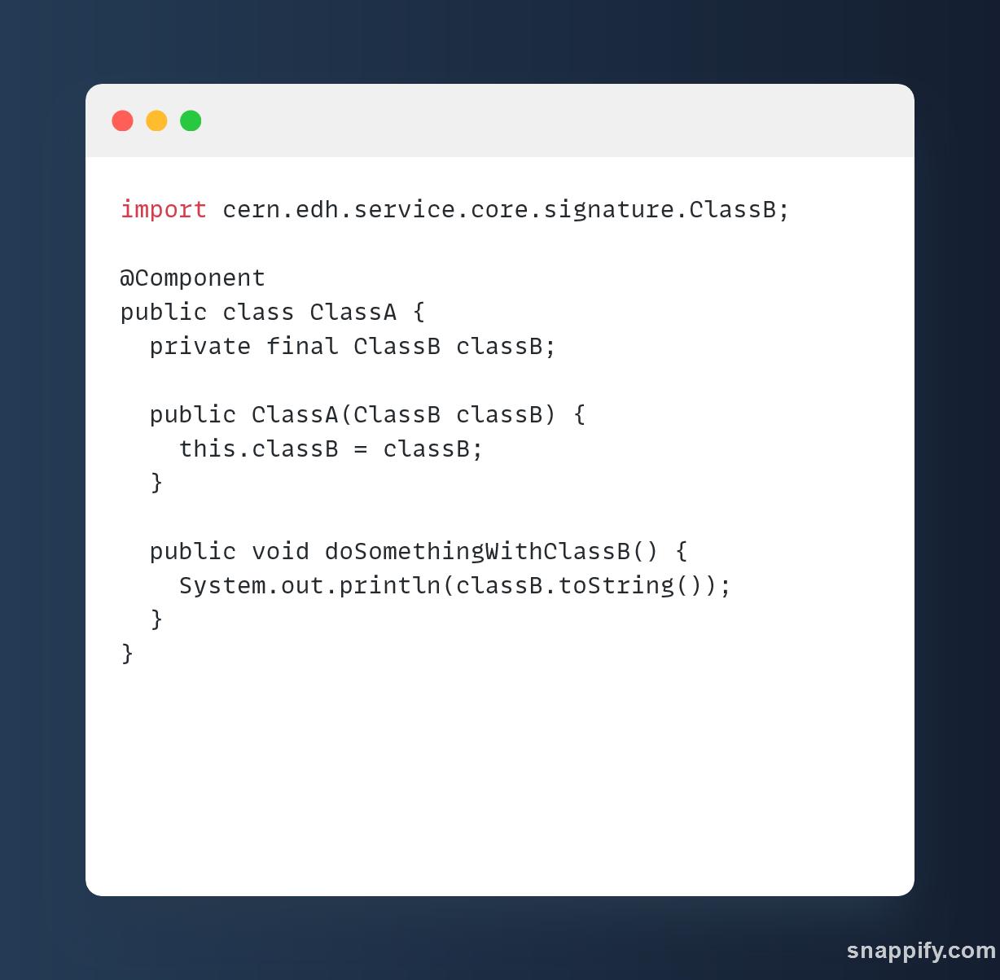 import cern.edh.service.core.signature.ClassB;
@Component
public class ClassA {
  private final ClassB classB;
  public ClassA(ClassB classB) {
    this.classB = classB;
  }
  public void doSomethingWithClassB() {
    System.out.println(classB.toString());
  }
}
snappify.com